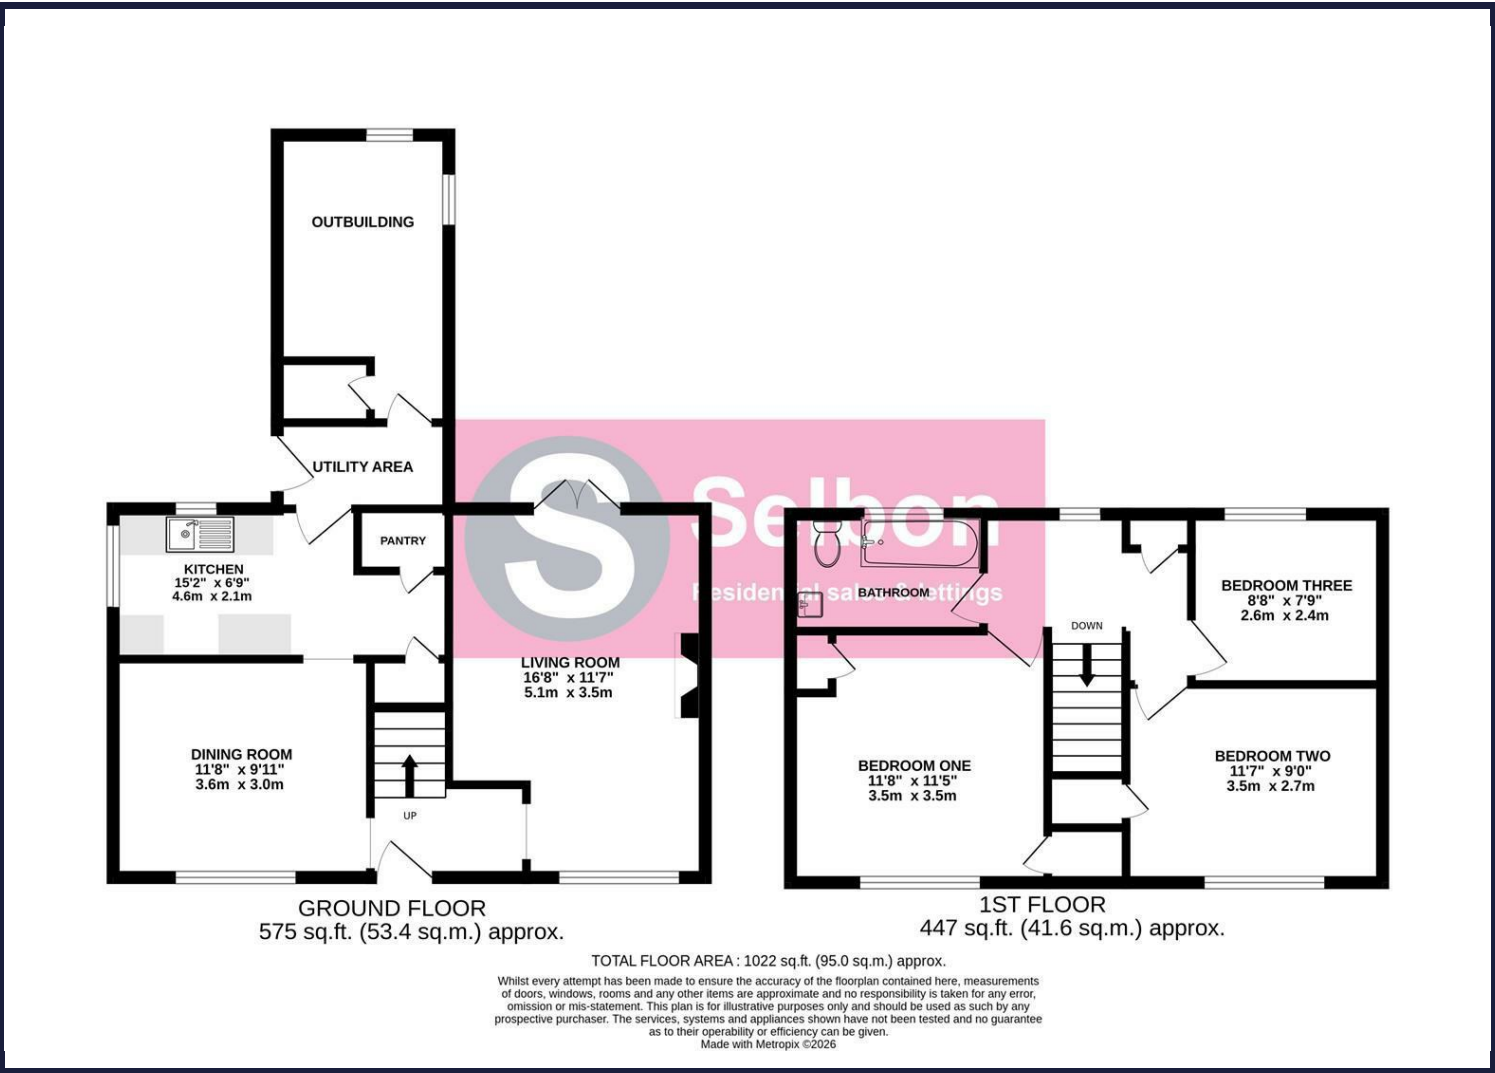 OUTBUILDING
UTILITY AREA
PANTRY
KITCHEN
15'2" x 6'9"
4.6m x 2.1m
LIVING ROOM
16'8" x 11'7"
5.1m x 3.5m
DINING ROOM
11'8" x 9'11"
3.6m x 3.0m
UP
GROUND FLOOR
575 sq.ft. (53.4 sq.m.) approx.
S
Selbon
Residential sales & lettings
BATHROOM
BEDROOM THREE
8'8" x 7'9"
2.6m x 2.4m
DOWN
BEDROOM ONE
11'8" x 11'5"
3.5m x 3.5m
BEDROOM TWO
11'7" x 9'0"
3.5m x 2.7m
1ST FLOOR
447 sq.ft. (41.6 sq.m.) approx.
TOTAL FLOOR AREA : 1022 sq.ft. (95.0 sq.m.) approx.
Whilst every attempt has been made to ensure the accuracy of the floorplan contained here, measurements
of doors, windows, rooms and any other items are approximate and no responsibility is taken for any error,
omission or mis-statement. This plan is for illustrative purposes only and should be used as such by any
prospective purchaser. The services, systems and appliances shown have not been tested and no guarantee
as to their operability or efficiency can be given.
Made with Metropix ©2026